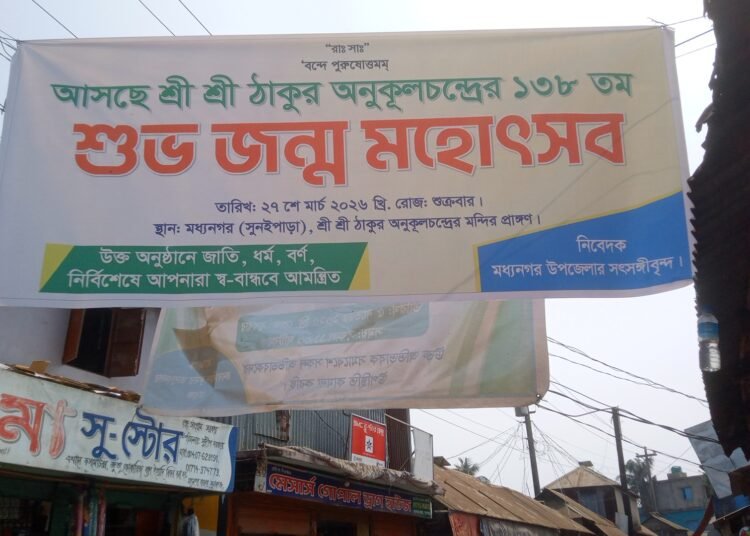 "রাঃ সাঃ"
'বন্দে পুরুষোত্তমম্
আসছে শ্রী শ্রী ঠাকুর অনুকূলচন্দ্রের ১৩৮ তম
শুভ জন্ম মহোৎসব
তারিখ: ২৭ শে মার্চ ২০২৬ খ্রি. রোজ: শুক্রবার।
স্থান: মধ্যনগর (সুনইপাড়া), শ্রী শ্রী ঠাকুর অনুকূলচন্দ্রের মন্দির প্রাঙ্গণ।
উক্ত অনুষ্ঠানে জাতি, ধর্ম, বর্ণ,
নির্বিশেষে আপনারা স্ব-বান্ধবে আমন্ত্রিত
নিবেদক
মধ্যনগর উপজেলার সৎসঙ্গীবৃন্দ।
মা সু-স্টোর
মেসার্স গোপাল ড্রাগ হাউজ